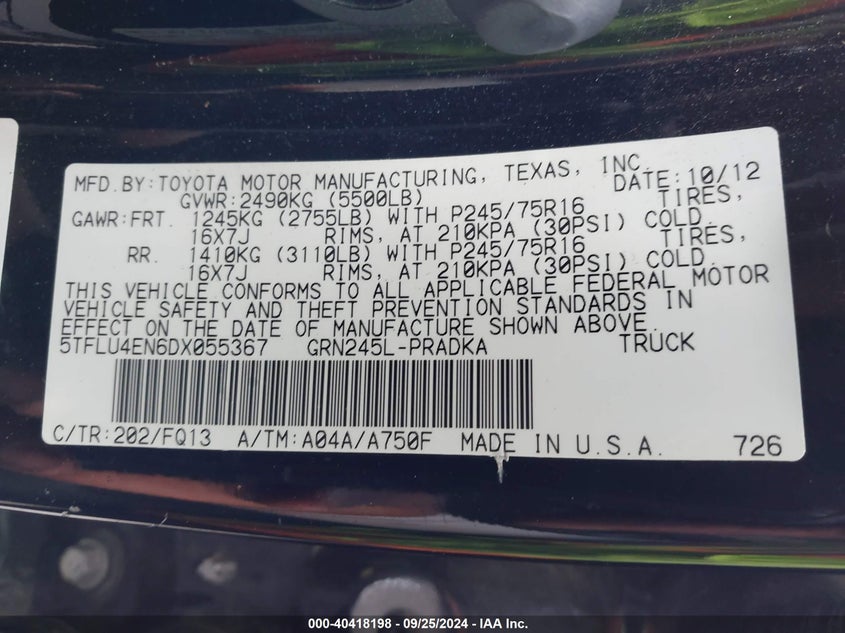 MFD. BY: TOYOTA MOTOR MANUFACTURING, TEXAS, INC.
DATE: 10/12
GVWR: 2490KG (5500LB)
GAWR: FRT. 1245KG (2755LB) WITH P245/75R16 TIRES,
16X7J RIMS, AT 210KPA (30PSI) COLD.
RR. 1410KG (3110LB) WITH P245/75R16 TIRES,
16X7J RIMS, AT 210KPA (30PSI) COLD.
THIS VEHICLE CONFORMS TO ALL APPLICABLE FEDERAL MOTOR
VEHICLE SAFETY AND THEFT PREVENTION STANDARDS IN
EFFECT ON THE DATE OF MANUFACTURE SHOWN ABOVE.
5TFLU4EN6DX055367 GRN245L-PRADKA TRUCK
C/TR: 202/FQ13 A/TM: A04A/A750F MADE IN U.S.A. 726
000-40418198 - 09/25/2024 - IAA Inc.